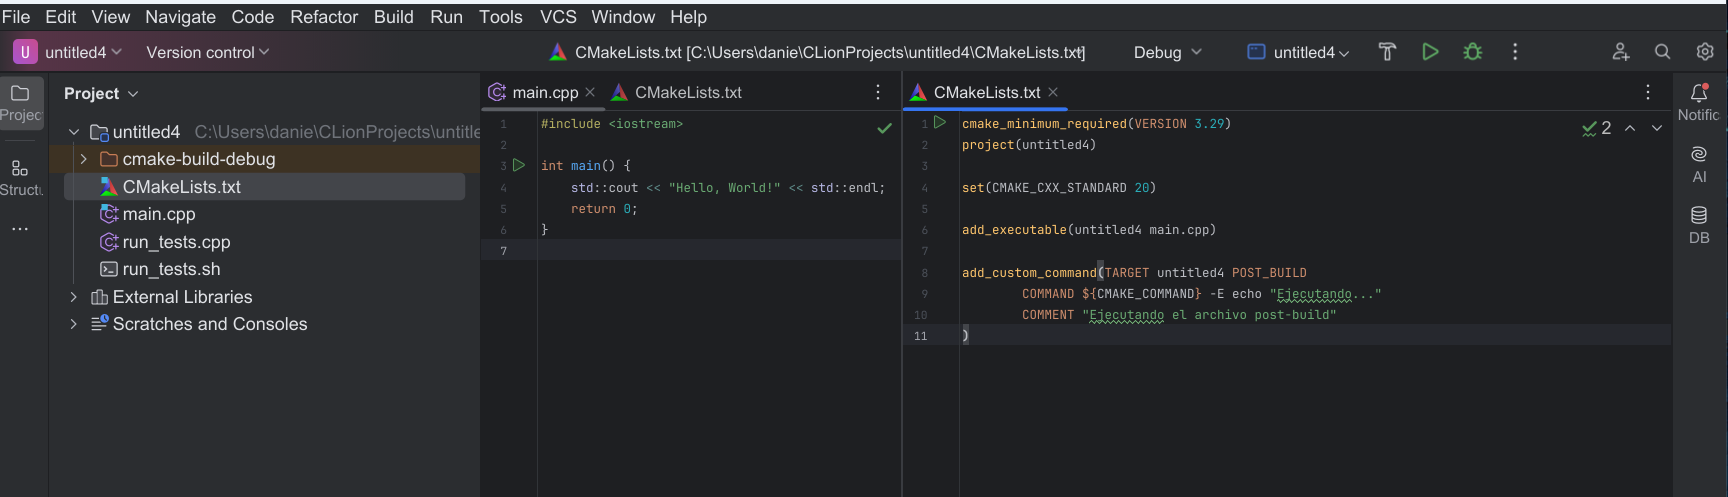 File Edit View Navigate Code Refactor Build Run Tools VCS Window Help
U untitled4 Version control CMakeLists.txt [C:\Users\danie\CLionProjects\untitled4\CMakeLists.txt] Debug untitled4
Project
Project
untitled4 C:\Users\danie\CLionProjects\untitle
cmake-build-debug
CMakeLists.txt
main.cpp
run_tests.cpp
run_tests.sh
External Libraries
Scratches and Consoles
Struct
main.cpp CMakeLists.txt
1 #include <iostream>
2
3 int main() {
4 std::cout << "Hello, World!" << std::endl;
5 return 0;
6 }
7
CMakeLists.txt
1 cmake_minimum_required(VERSION 3.29)
2 project(untitled4)
3
4 set(CMAKE_CXX_STANDARD 20)
5
6 add_executable(untitled4 main.cpp)
7
8 add_custom_command(TARGET untitled4 POST_BUILD
9 COMMAND ${CMAKE_COMMAND} -E echo "Ejecutando..."
10 COMMENT "Ejecutando el archivo post-build"
11 )
2
Notific
AI
DB